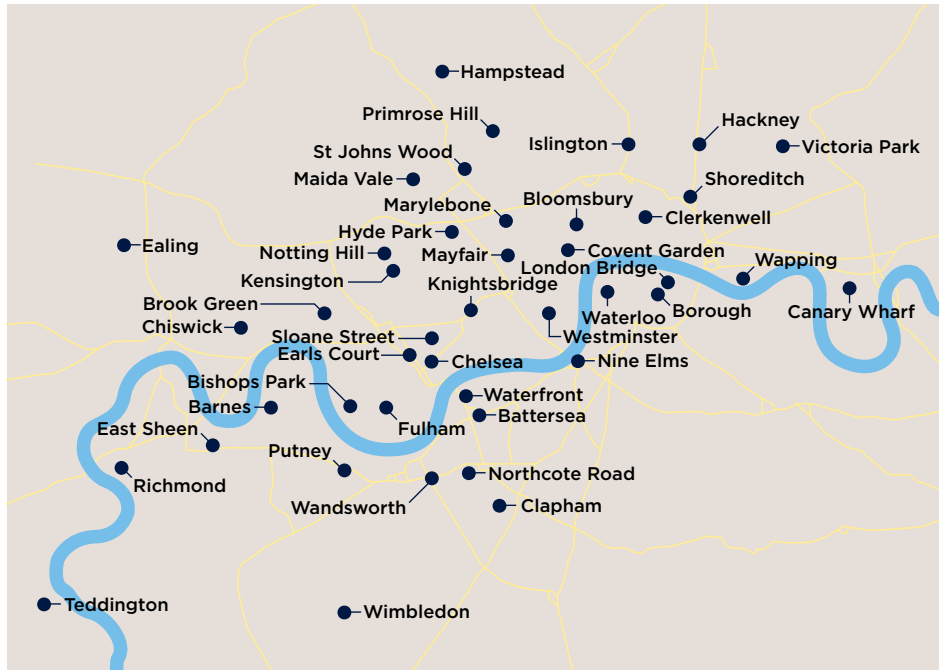 Hampstead
Primrose Hill
Islington
Hackney
Victoria Park
St Johns Wood
Maida Vale
Shoreditch
Marylebone
Bloomsbury
Clerkenwell
Hyde Park
Ealing
Notting Hill
Mayfair
Covent Garden
Wapping
London Bridge
Kensington
Knightsbridge
Brook Green
Waterloo
Borough
Canary Wharf
Chiswick
Sloane Street
Westminster
Earls Court
Chelsea
Nine Elms
Bishops Park
Waterfront
Barnes
Battersea
East Sheen
Fulham
Putney
Northcote Road
Richmond
Wandsworth
Clapham
Teddington
Wimbledon